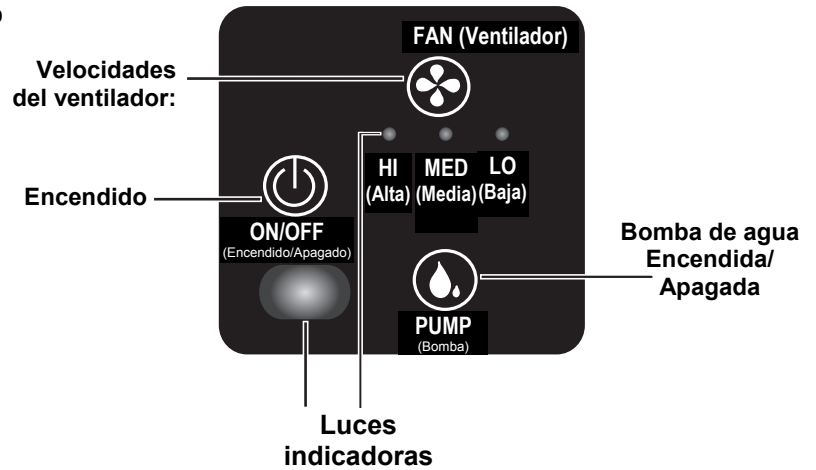 FAN (Ventilador)
Velocidades
del ventilador:
HI MED LO
(Alta) (Media) (Baja)
Encendido
ON/OFF
(Encendido/Apagado)
Bomba de agua
Encendida/
Apagada
PUMP
(Bomba)
Luces
indicadoras